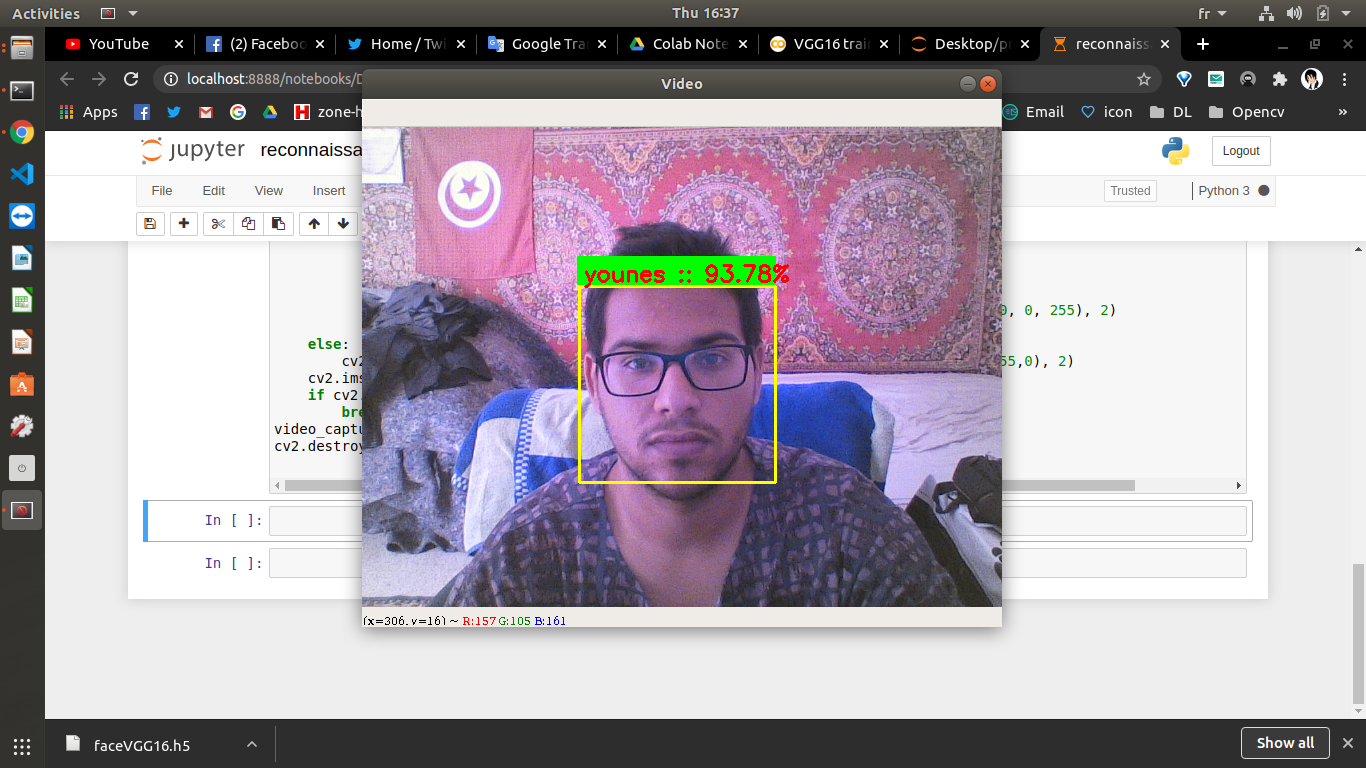 Activities
Thu 16:37
fr
YouTube
(2) Faceboo
Home / Twi
Google Tra
Colab Note
VGG16 trai
Desktop/pr
reconnaiss
localhost:8888/notebooks/D
Apps
zone-h
Email
icon
DL
Opencv
»
Video
jupyter
reconnaissa
Logout
File
Edit
View
Insert
Trusted
Python 3
younes :: 93.78%
0, 0, 255), 2)
else:
cv2
55,0), 2)
cv2.ims
if cv2.
bre
video_captu
cv2.destroy
In [ ]:
In [ ]:
(x=306, y=16) ~ R:157 G:105 B:161
faceVGG16.h5
Show all